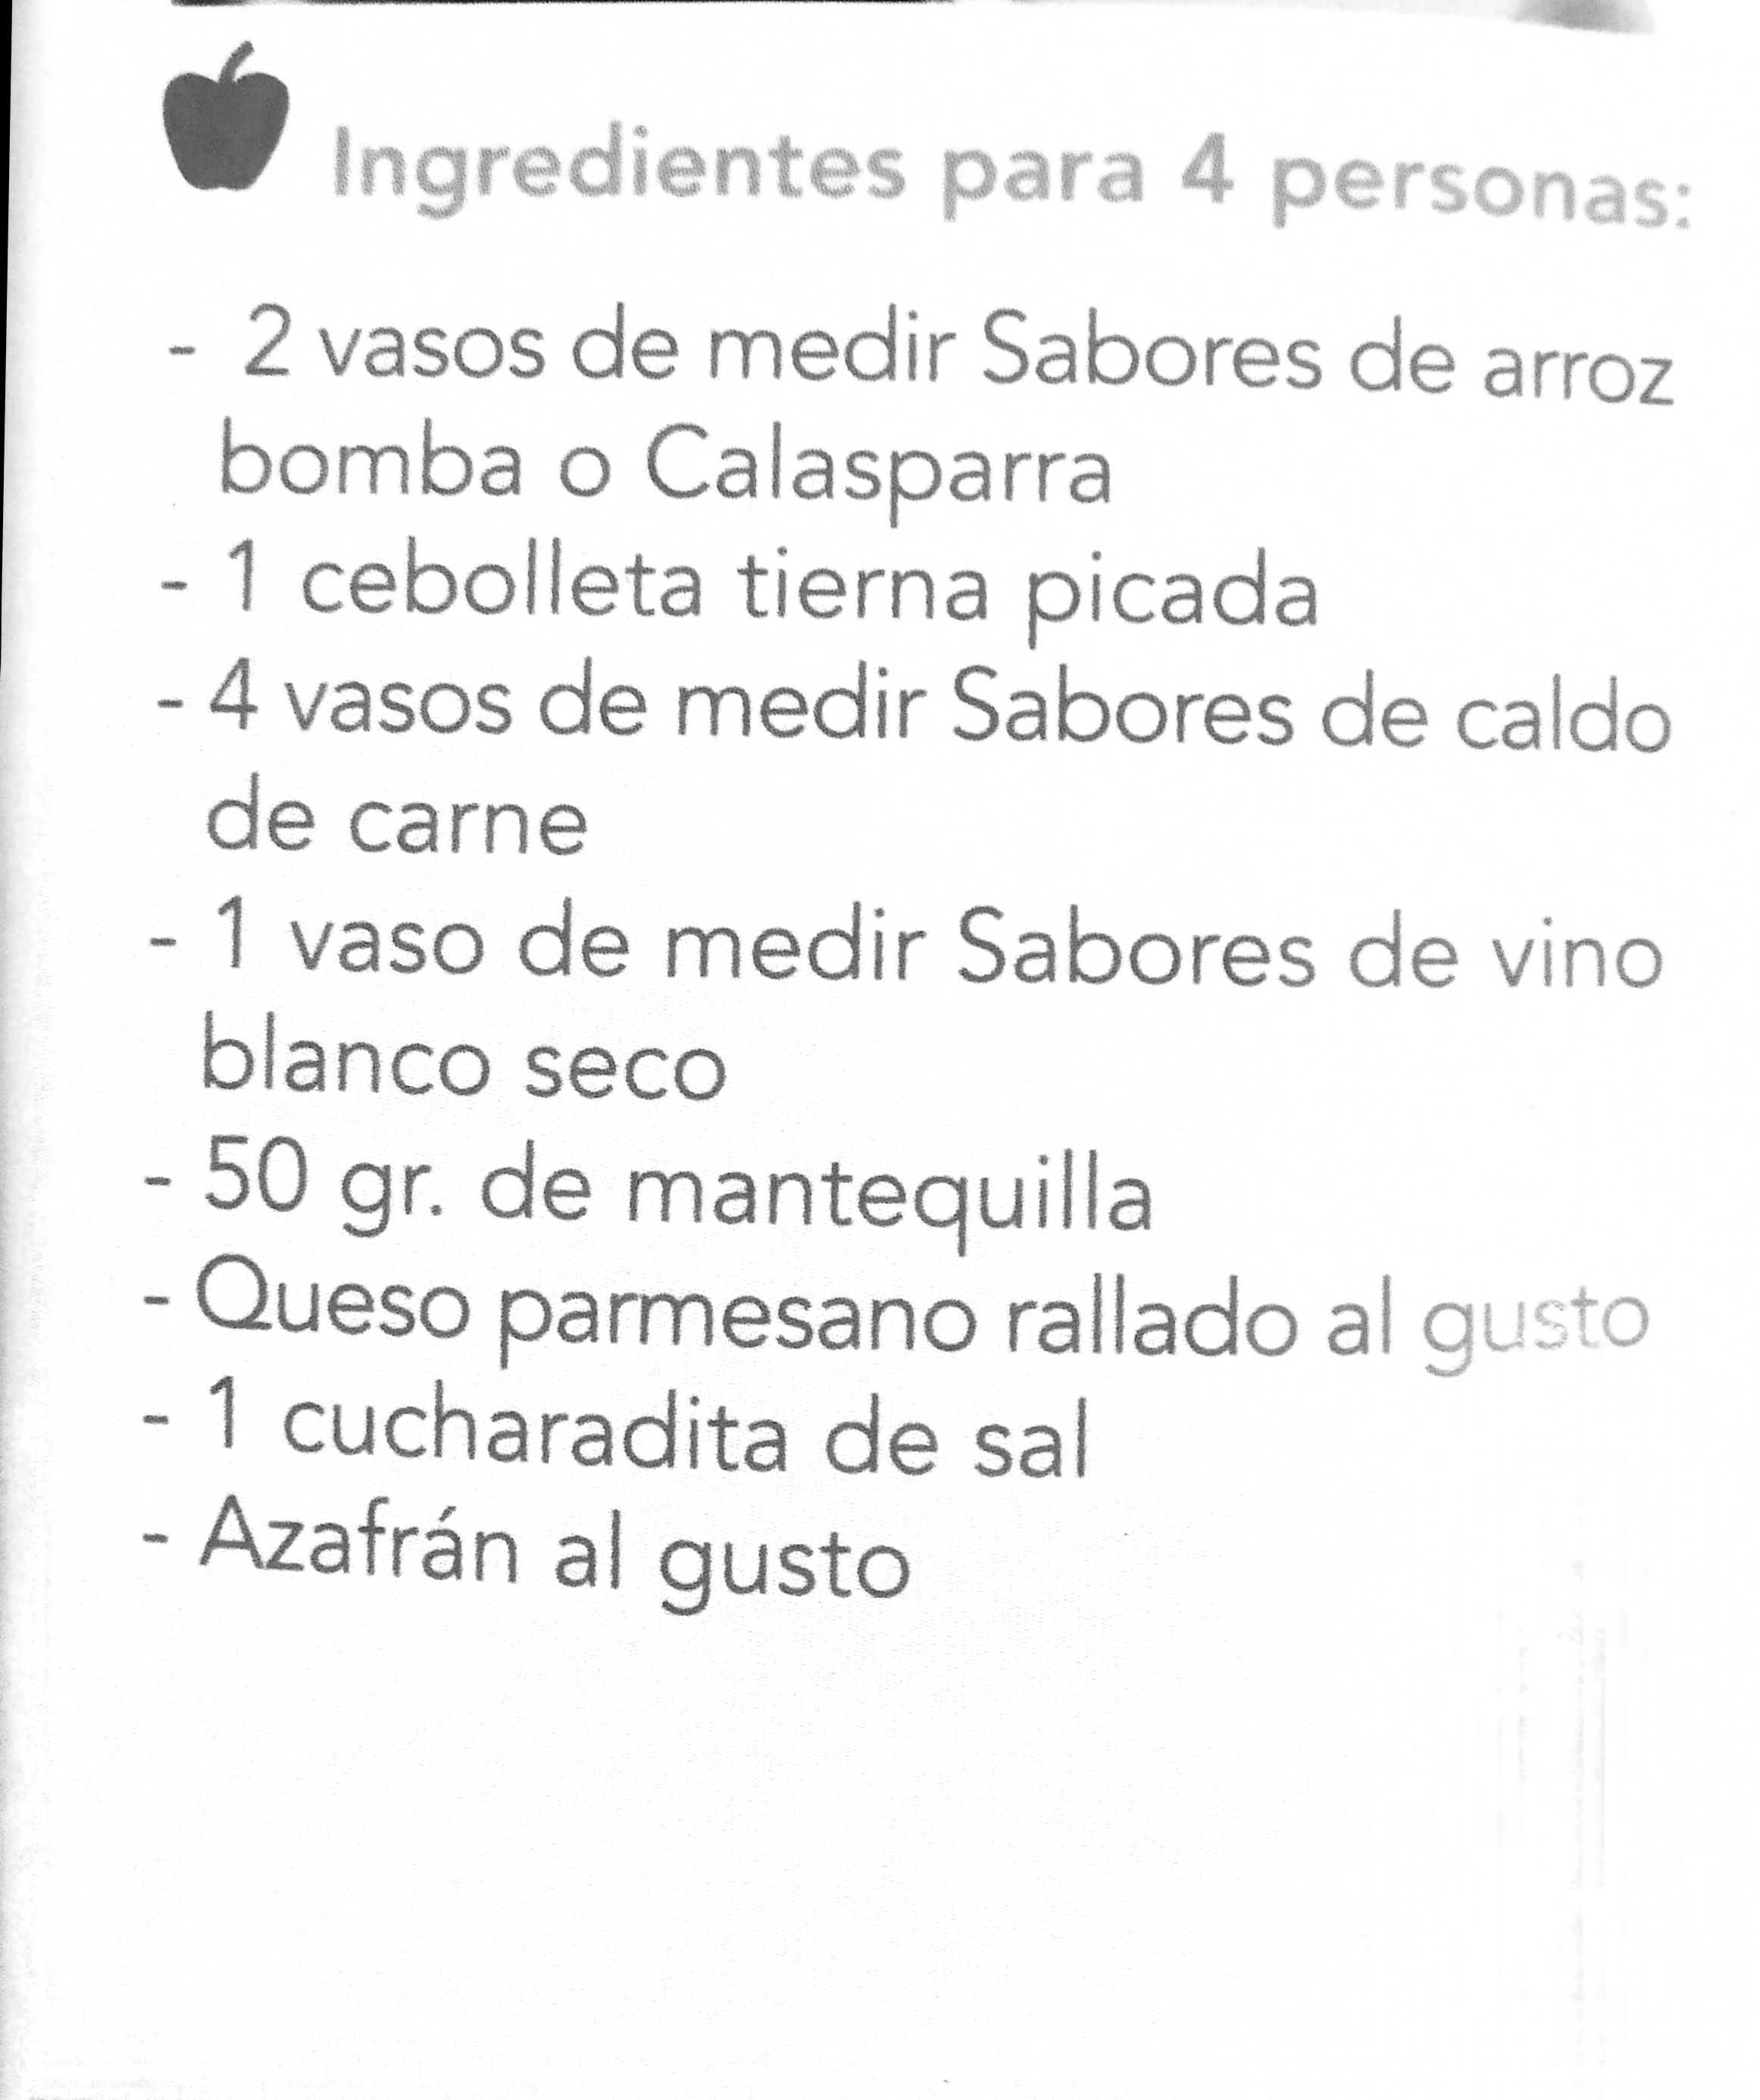 Ingredientes para 4 personas:
- 2 vasos de medir Sabores de arroz
bomba o Calasparra
- 1 cebolleta tierna picada
- 4 vasos de medir Sabores de caldo
de carne
- 1 vaso de medir Sabores de vino
blanco seco
- 50 gr. de mantequilla
- Queso parmesano rallado al gusto
- 1 cucharadita de sal
- Azafrán al gusto